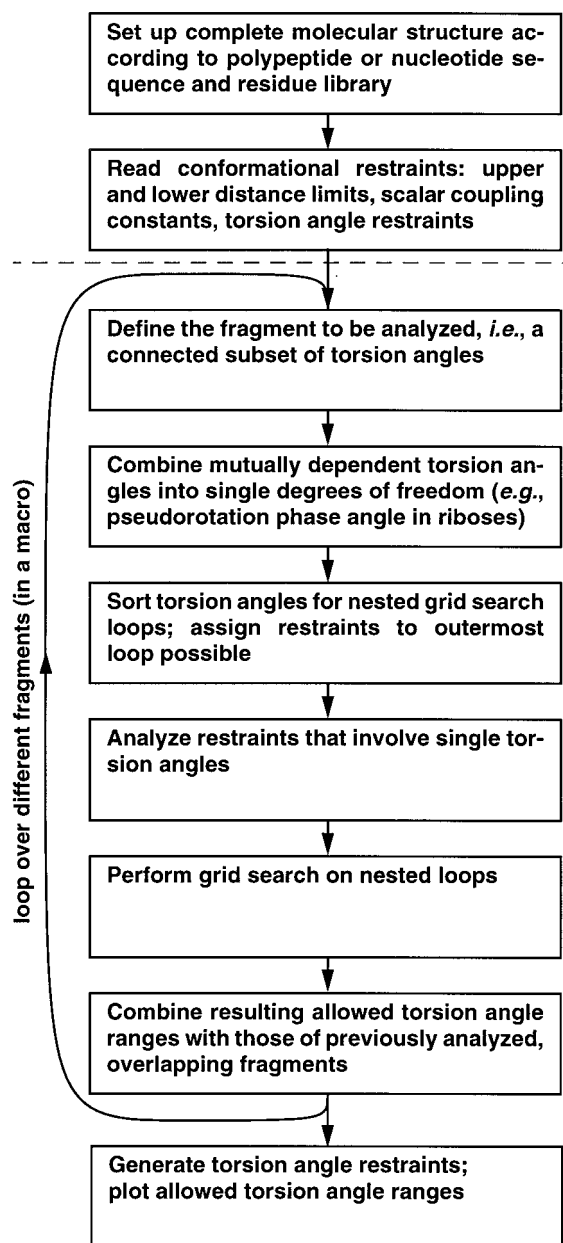 Set up complete molecular structure ac-
cording to polypeptide or nucleotide se-
quence and residue library
Read conformational restraints: upper
and lower distance limits, scalar coupling
constants, torsion angle restraints
loop over different fragments (in a macro)
Define the fragment to be analyzed, i.e., a
connected subset of torsion angles
Combine mutually dependent torsion an-
gles into single degrees of freedom (e.g.,
pseudorotation phase angle in riboses)
Sort torsion angles for nested grid search
loops; assign restraints to outermost
loop possible
Analyze restraints that involve single tor-
sion angles
Perform grid search on nested loops
Combine resulting allowed torsion angle
ranges with those of previously analyzed,
overlapping fragments
Generate torsion angle restraints;
plot allowed torsion angle ranges